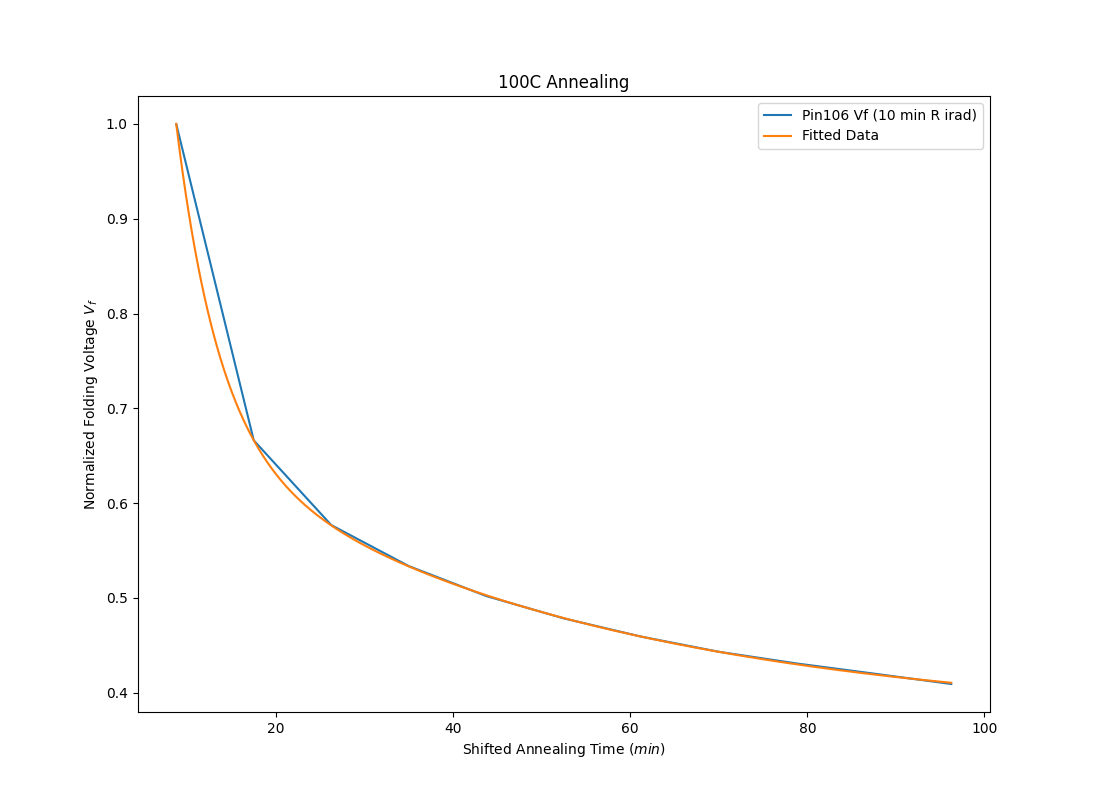 100C Annealing
Pin106 Vf (10 min R irad)
Fitted Data
Normalized Folding Voltage V_f
1.0
0.9
0.8
0.7
0.6
0.5
0.4
20
40
60
80
100
Shifted Annealing Time (min)